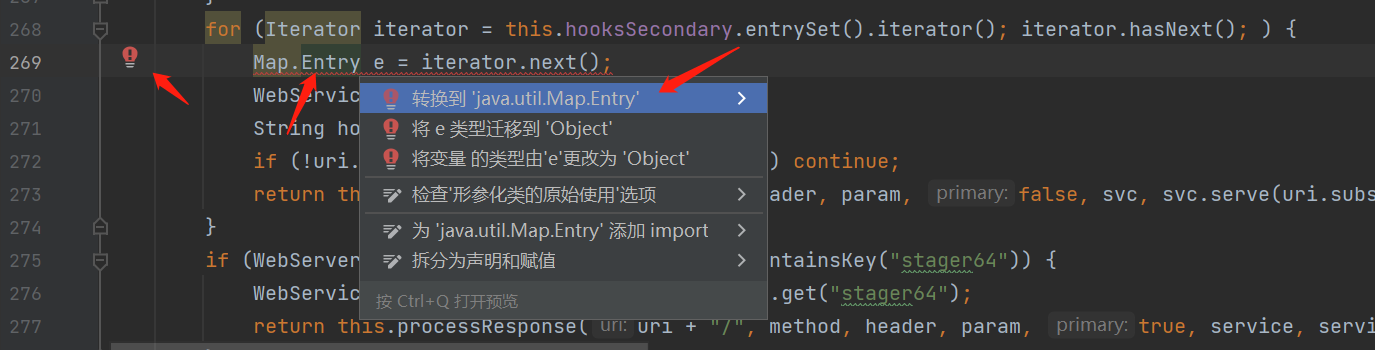 268 for (Iterator iterator = this.hooksSecondary.entrySet().iterator(); iterator.hasNext(); ) {
269 Map.Entry e = iterator.next();
270 WebServic
转换到 'java.util.Map.Entry'
271 String ho
将 e 类型迁移到 'Object'
272 if (!uri. ) continue;
将变量 的类型由'e'更改为 'Object'
273 return th ader, param, primary: false, svc, svc.serve(uri.subs
检查'形参化类的原始使用'选项
274 }
为 'java.util.Map.Entry' 添加 import
275 if (WebServer ntainsKey("stager64")) {
拆分为声明和赋值
276 WebServic .get("stager64");
按 Ctrl+Q 打开预览
277 return this.processResponse( uri: uri + "/", method, header, param, primary: true, service, servi